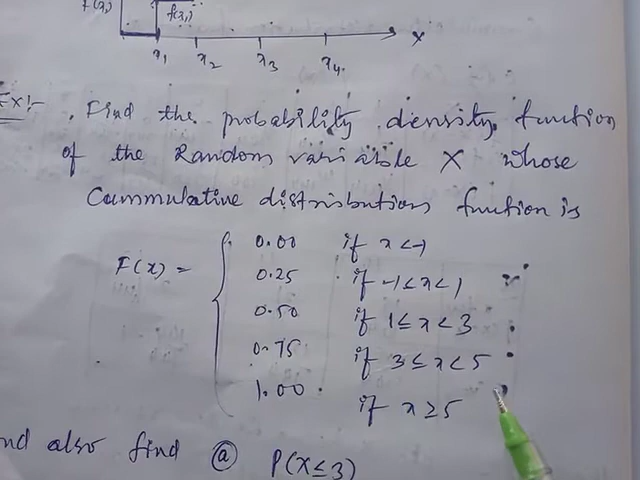 F(x,) f(x,)
x1 x2 x3 x4. X
Ex:- . Find the probability density function
of the Random variable X whose
Cummulative distribution function is
F(x) = { 0.00 if x<-1
0.25 if -1≤x<1
0.50 if 1≤x<3
0.75 if 3≤x<5
1.00 if x≥5
nd also find (a) P(X≤3)